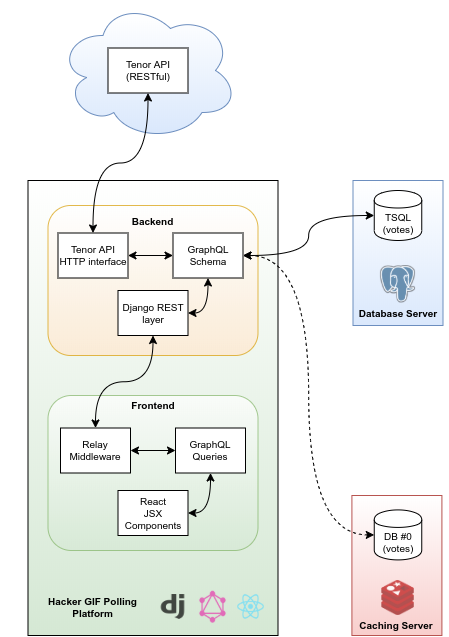 Tenor API
(RESTful)
Backend
Tenor API
HTTP interface
GraphQL
Schema
Django REST
layer
TSQL
(votes)
Database Server
Frontend
Relay
Middleware
GraphQL
Queries
React
JSX
Components
DB #0
(votes)
Caching Server
Hacker GIF Polling
Platform
dj